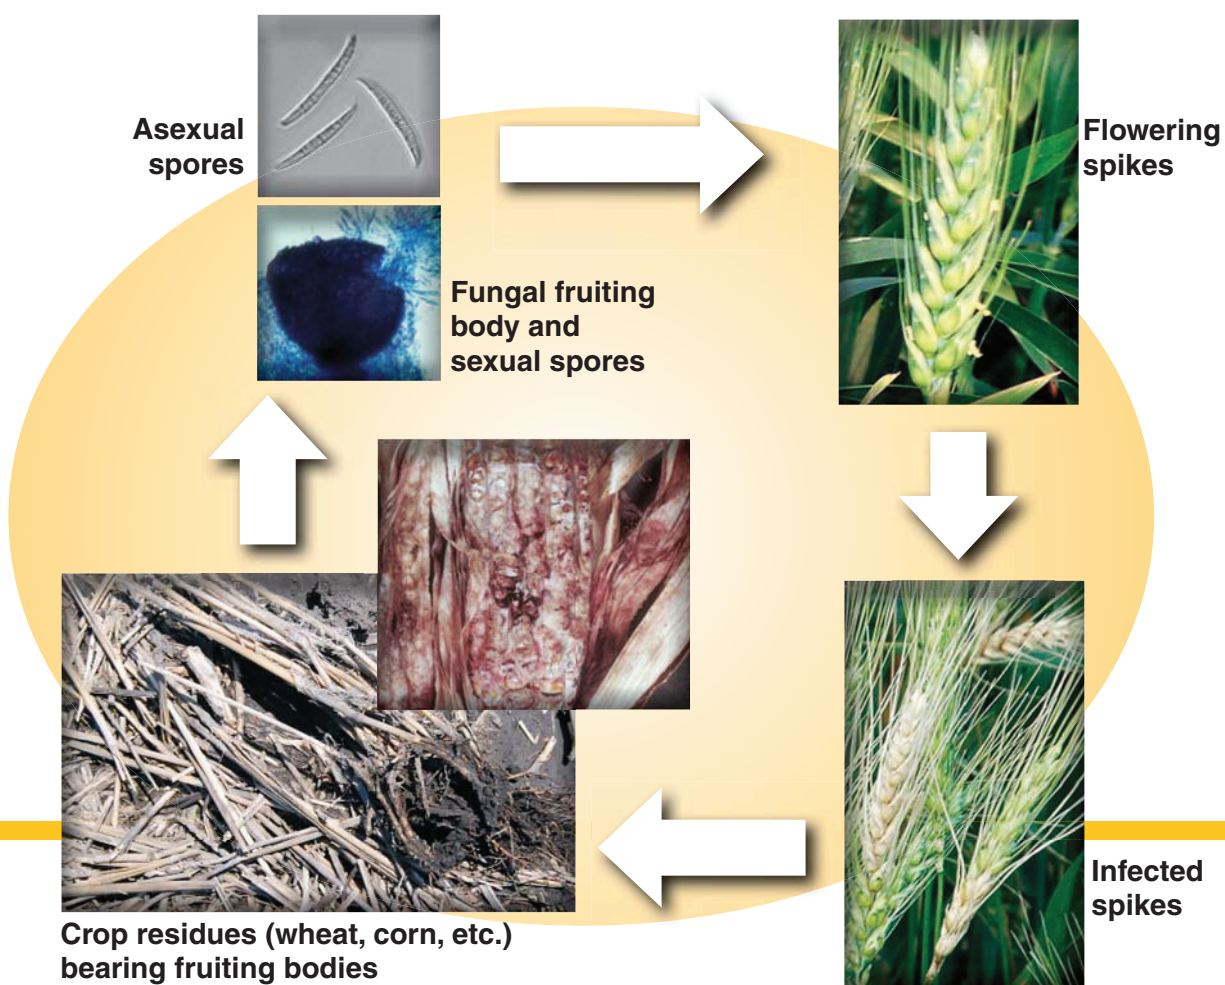 Asexual
spores
Flowering
spikes
Fungal fruiting
body and
sexual spores
Infected
spikes
Crop residues (wheat, corn, etc.)
bearing fruiting bodies